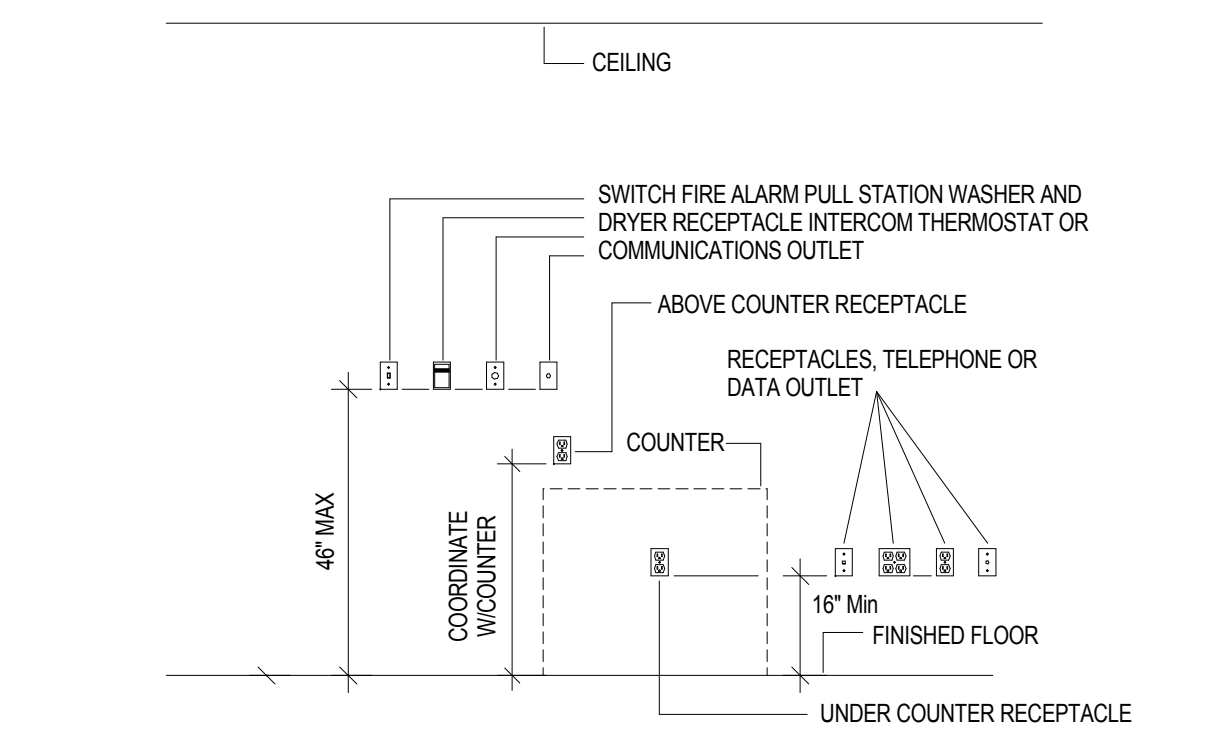 CEILING
SWITCH FIRE ALARM PULL STATION WASHER AND
DRYER RECEPTACLE INTERCOM THERMOSTAT OR
COMMUNICATIONS OUTLET
ABOVE COUNTER RECEPTACLE
RECEPTACLES, TELEPHONE OR
DATA OUTLET
COUNTER
46" MAX
COORDINATE
W/COUNTER
16" Min
FINISHED FLOOR
UNDER COUNTER RECEPTACLE